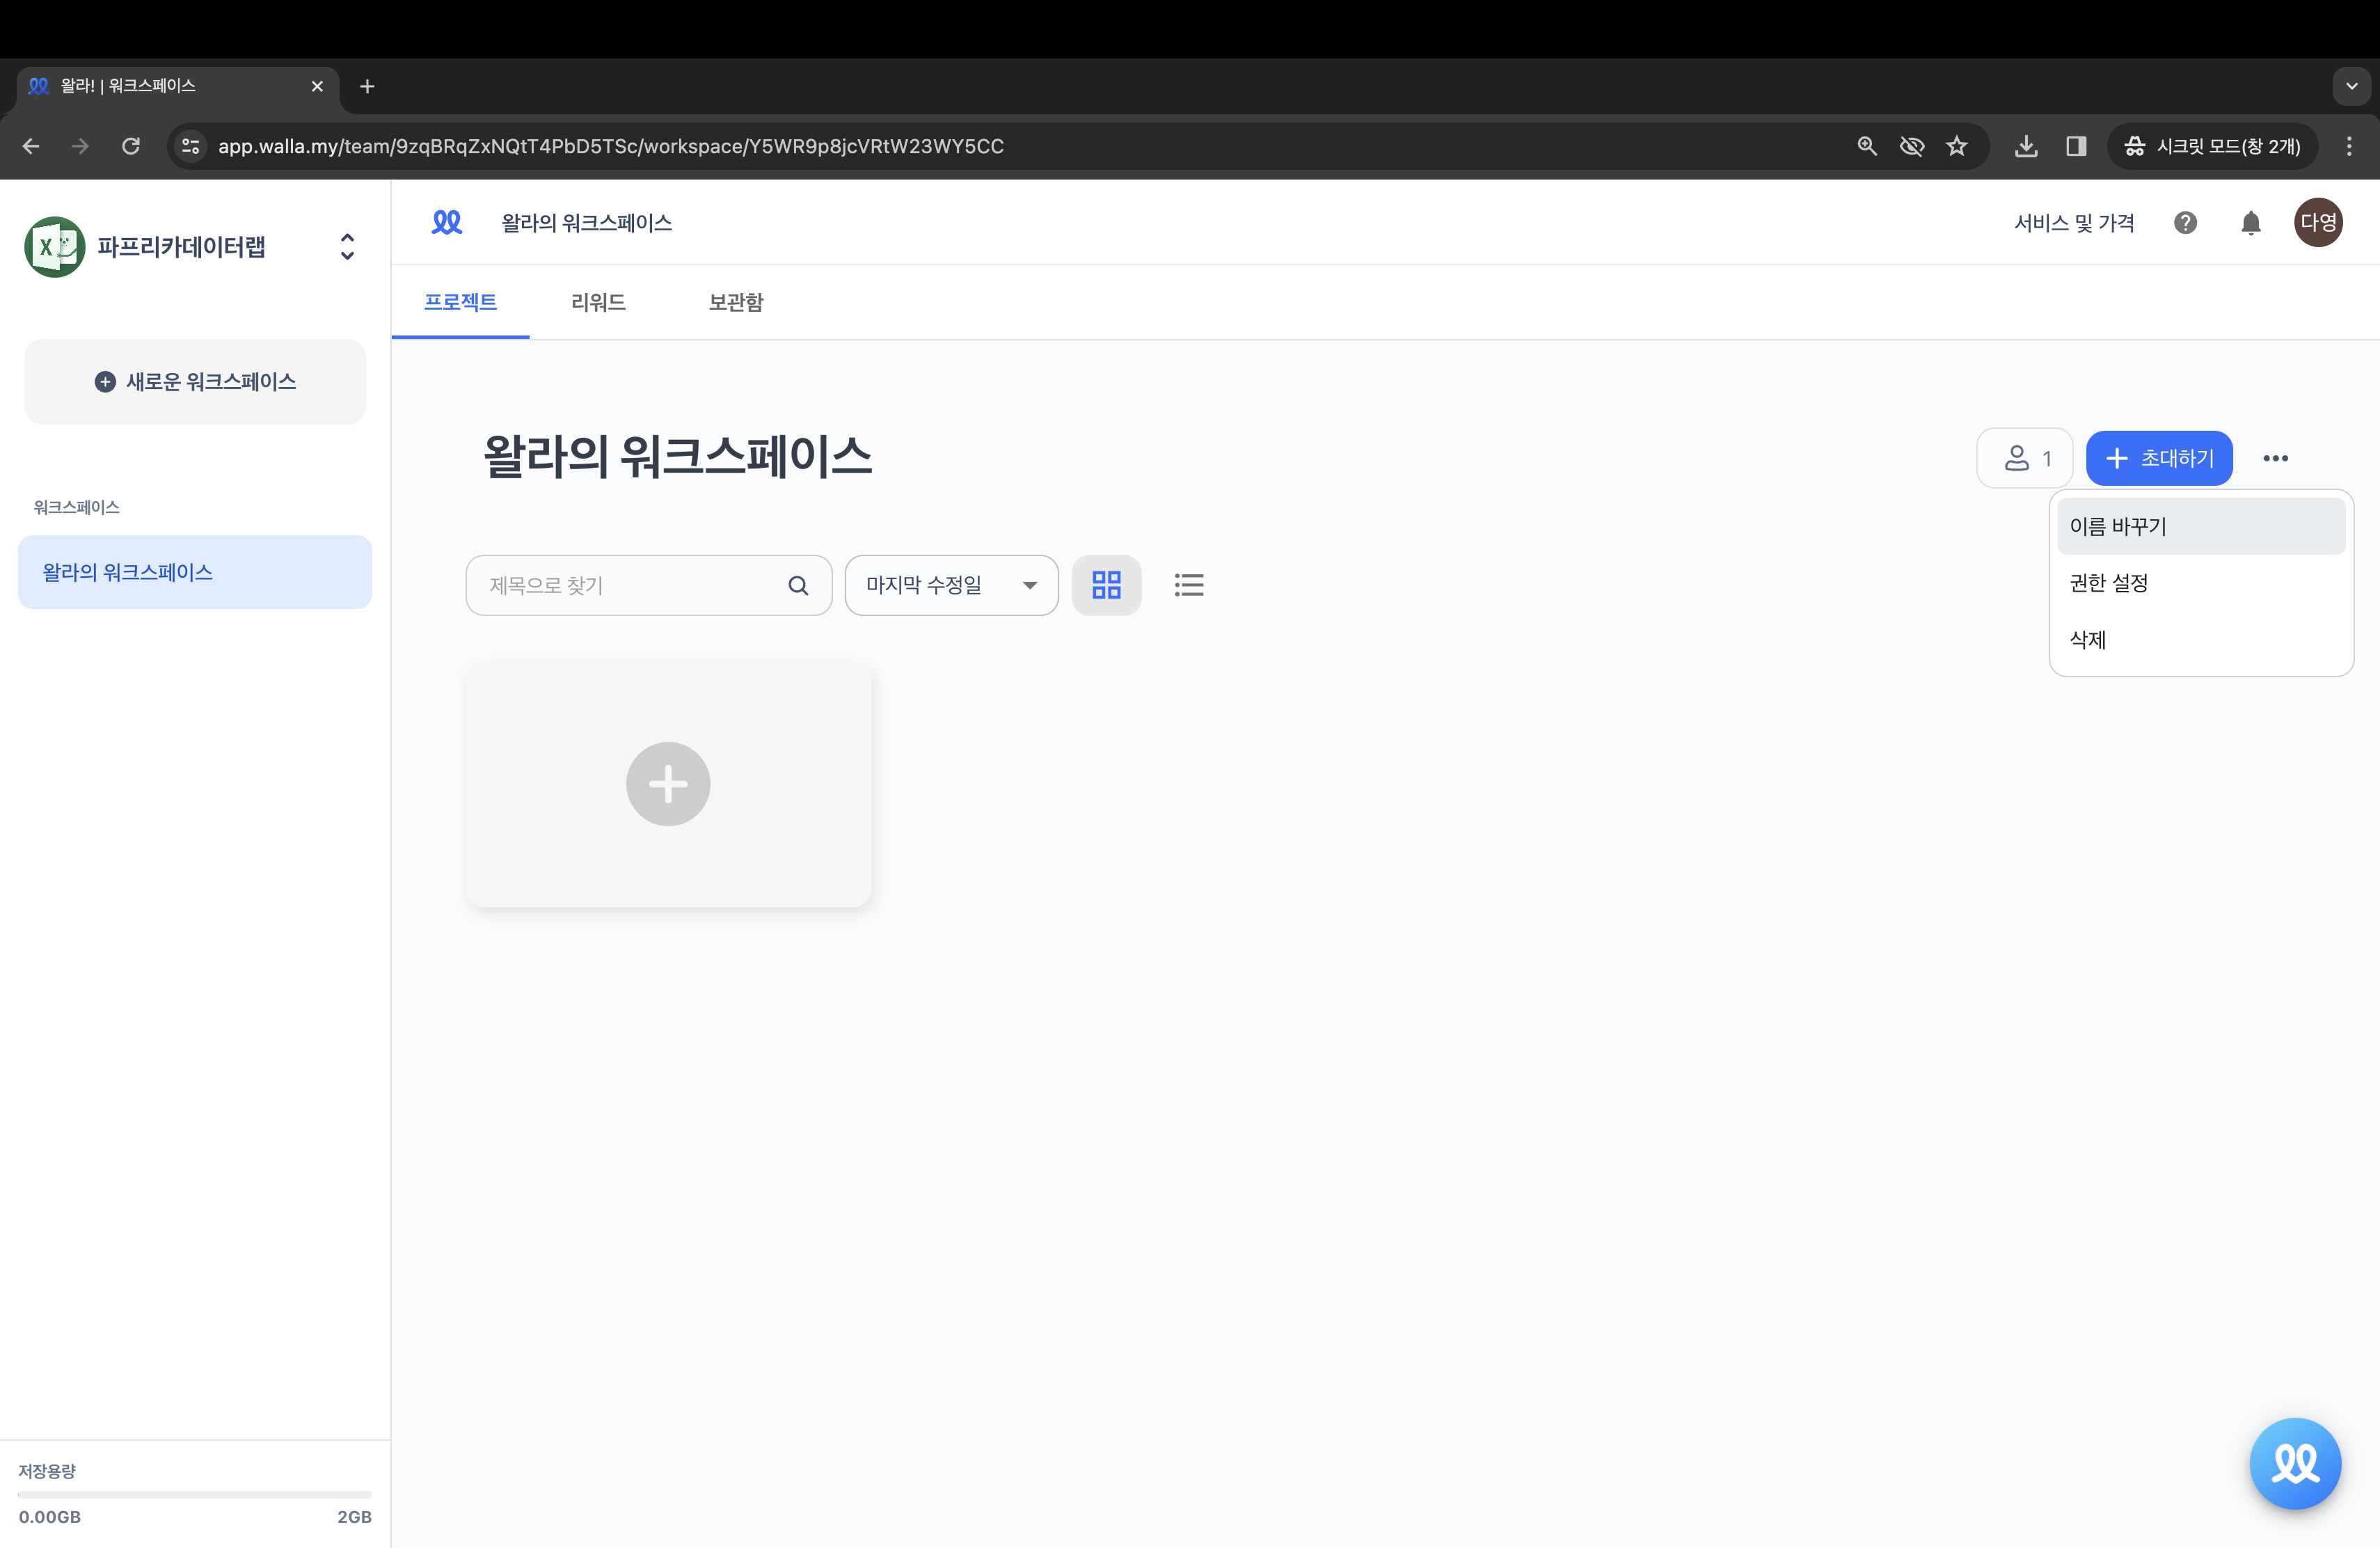 왈라! | 워크스페이스
app.walla.my/team/9zqBRqZxNQtT4PbD5TSc/workspace/Y5WR9p8jcVRtW23WY5CC
시크릿 모드(창 2개)
X
파프리카데이터랩
왈라의 워크스페이스
서비스 및 가격
?
다영
프로젝트
리워드
보관함
새로운 워크스페이스
왈라의 워크스페이스
1
초대하기
이름 바꾸기
권한 설정
삭제
워크스페이스
왈라의 워크스페이스
제목으로 찾기
마지막 수정일
저장용량
0.00GB
2GB